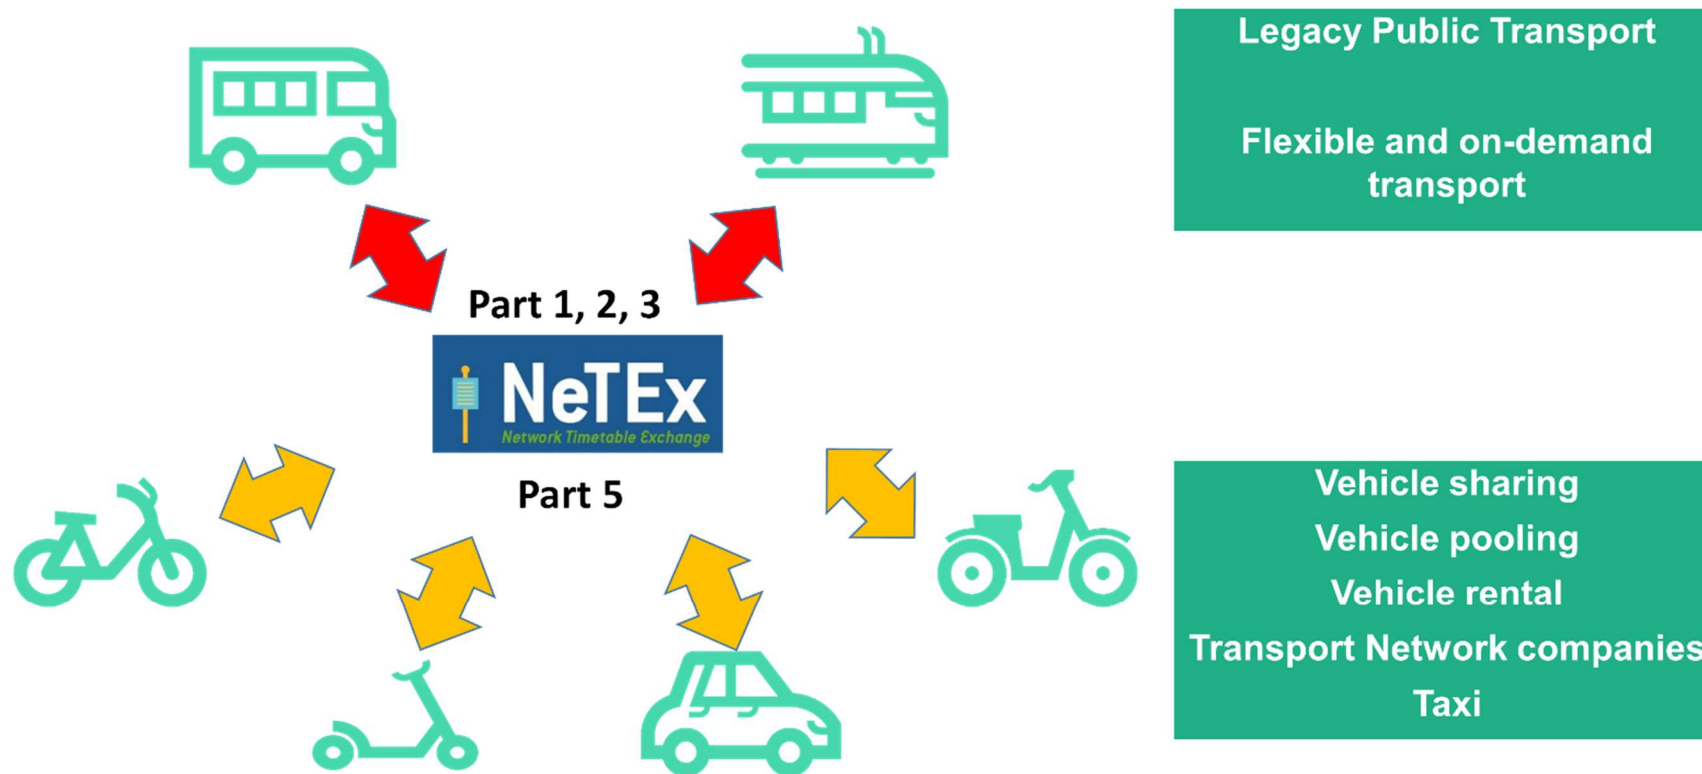 Legacy Public Transport
Flexible and on-demand
transport
Part 1, 2, 3
NeTEx
Network Timetable Exchange
Part 5
Vehicle sharing
Vehicle pooling
Vehicle rental
Transport Network companies
Taxi